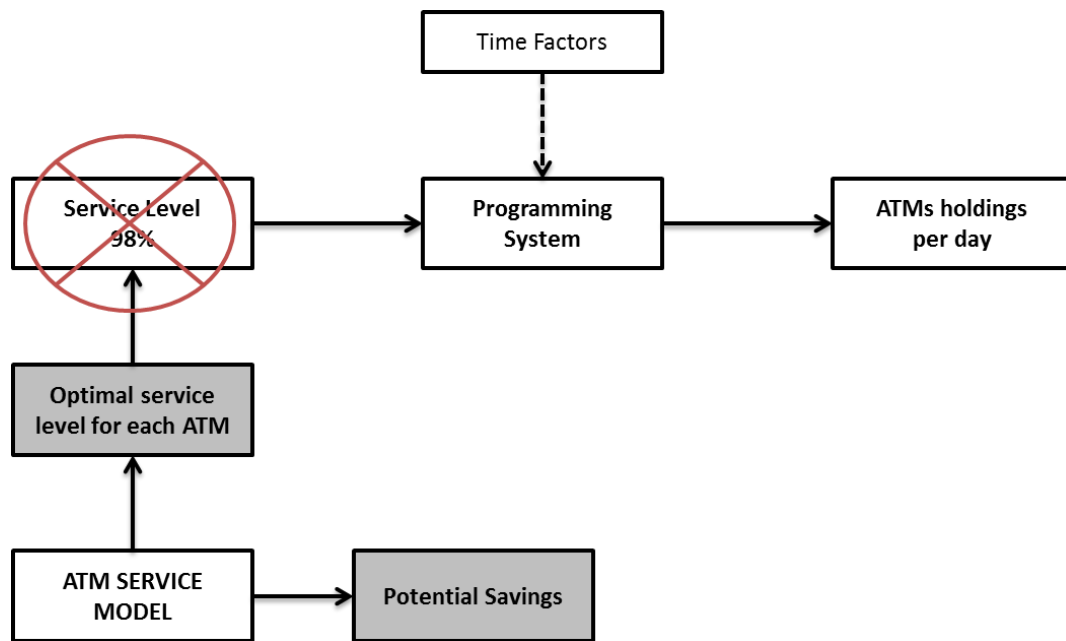 Time Factors
Service Level
98%
Programming
System
ATMs holdings
per day
Optimal service
level for each ATM
ATM SERVICE
MODEL
Potential Savings